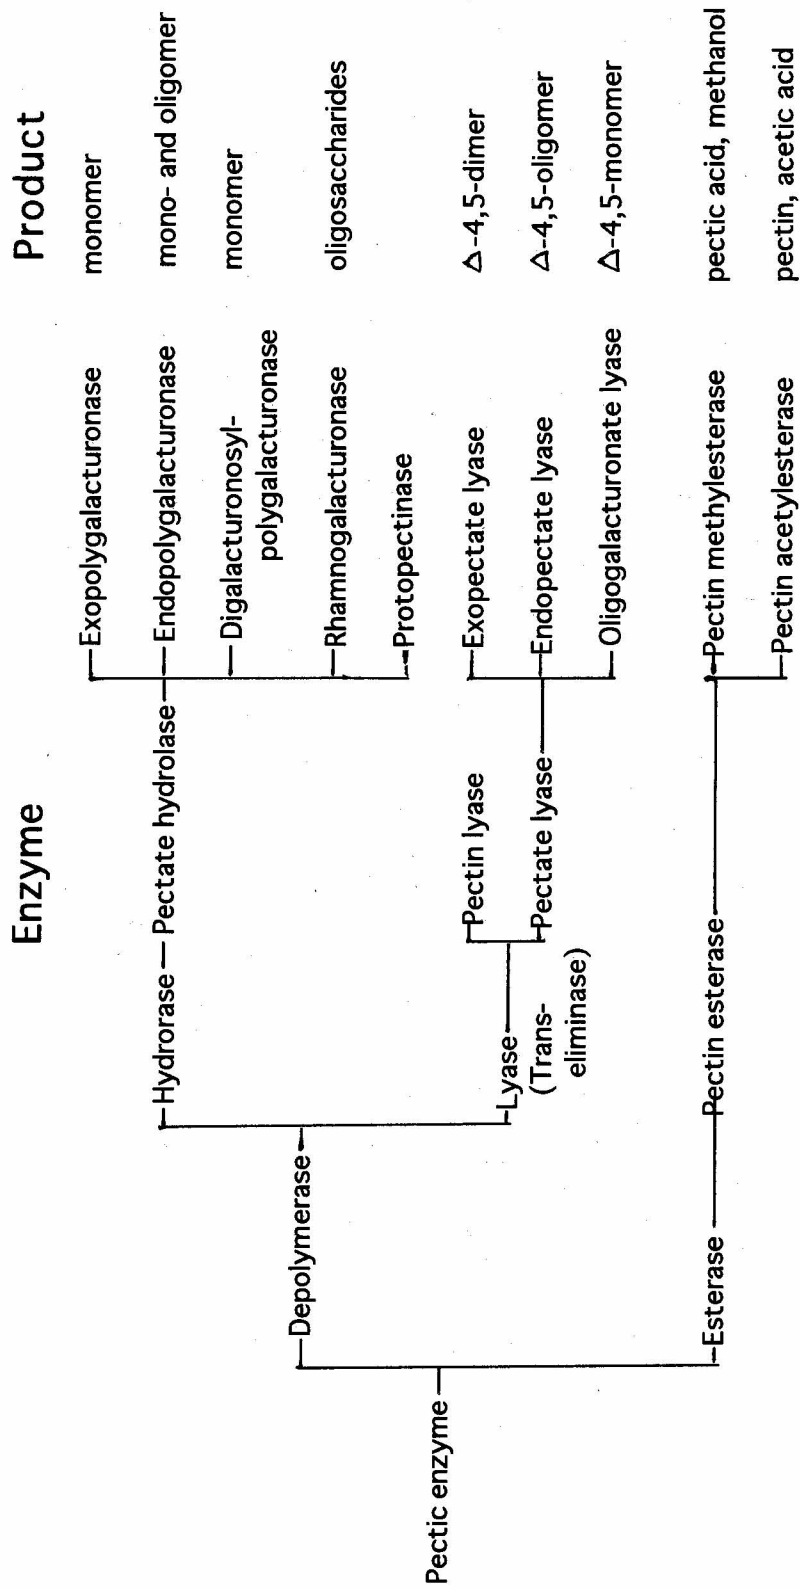 Enzyme
Product
Pectic enzyme
Depolymerase
Hydrorase
Pectate hydrolase
Exopolygalacturonase
monomer
Endopolygalacturonase
mono- and oligomer
Digalacturonosyl-
polygalacturonase
monomer
Rhamnogalacturonase
oligosaccharides
Protopectinase
Lyase
(Trans-
eliminase)
Pectin lyase
Pectate lyase
Exopectate lyase
Δ-4,5-dimer
Endopectate lyase
Δ-4,5-oligomer
Oligogalacturonate lyase
Δ-4,5-monomer
Esterase
Pectin esterase
Pectin methylesterase
pectic acid, methanol
Pectin acetylesterase
pectin, acetic acid